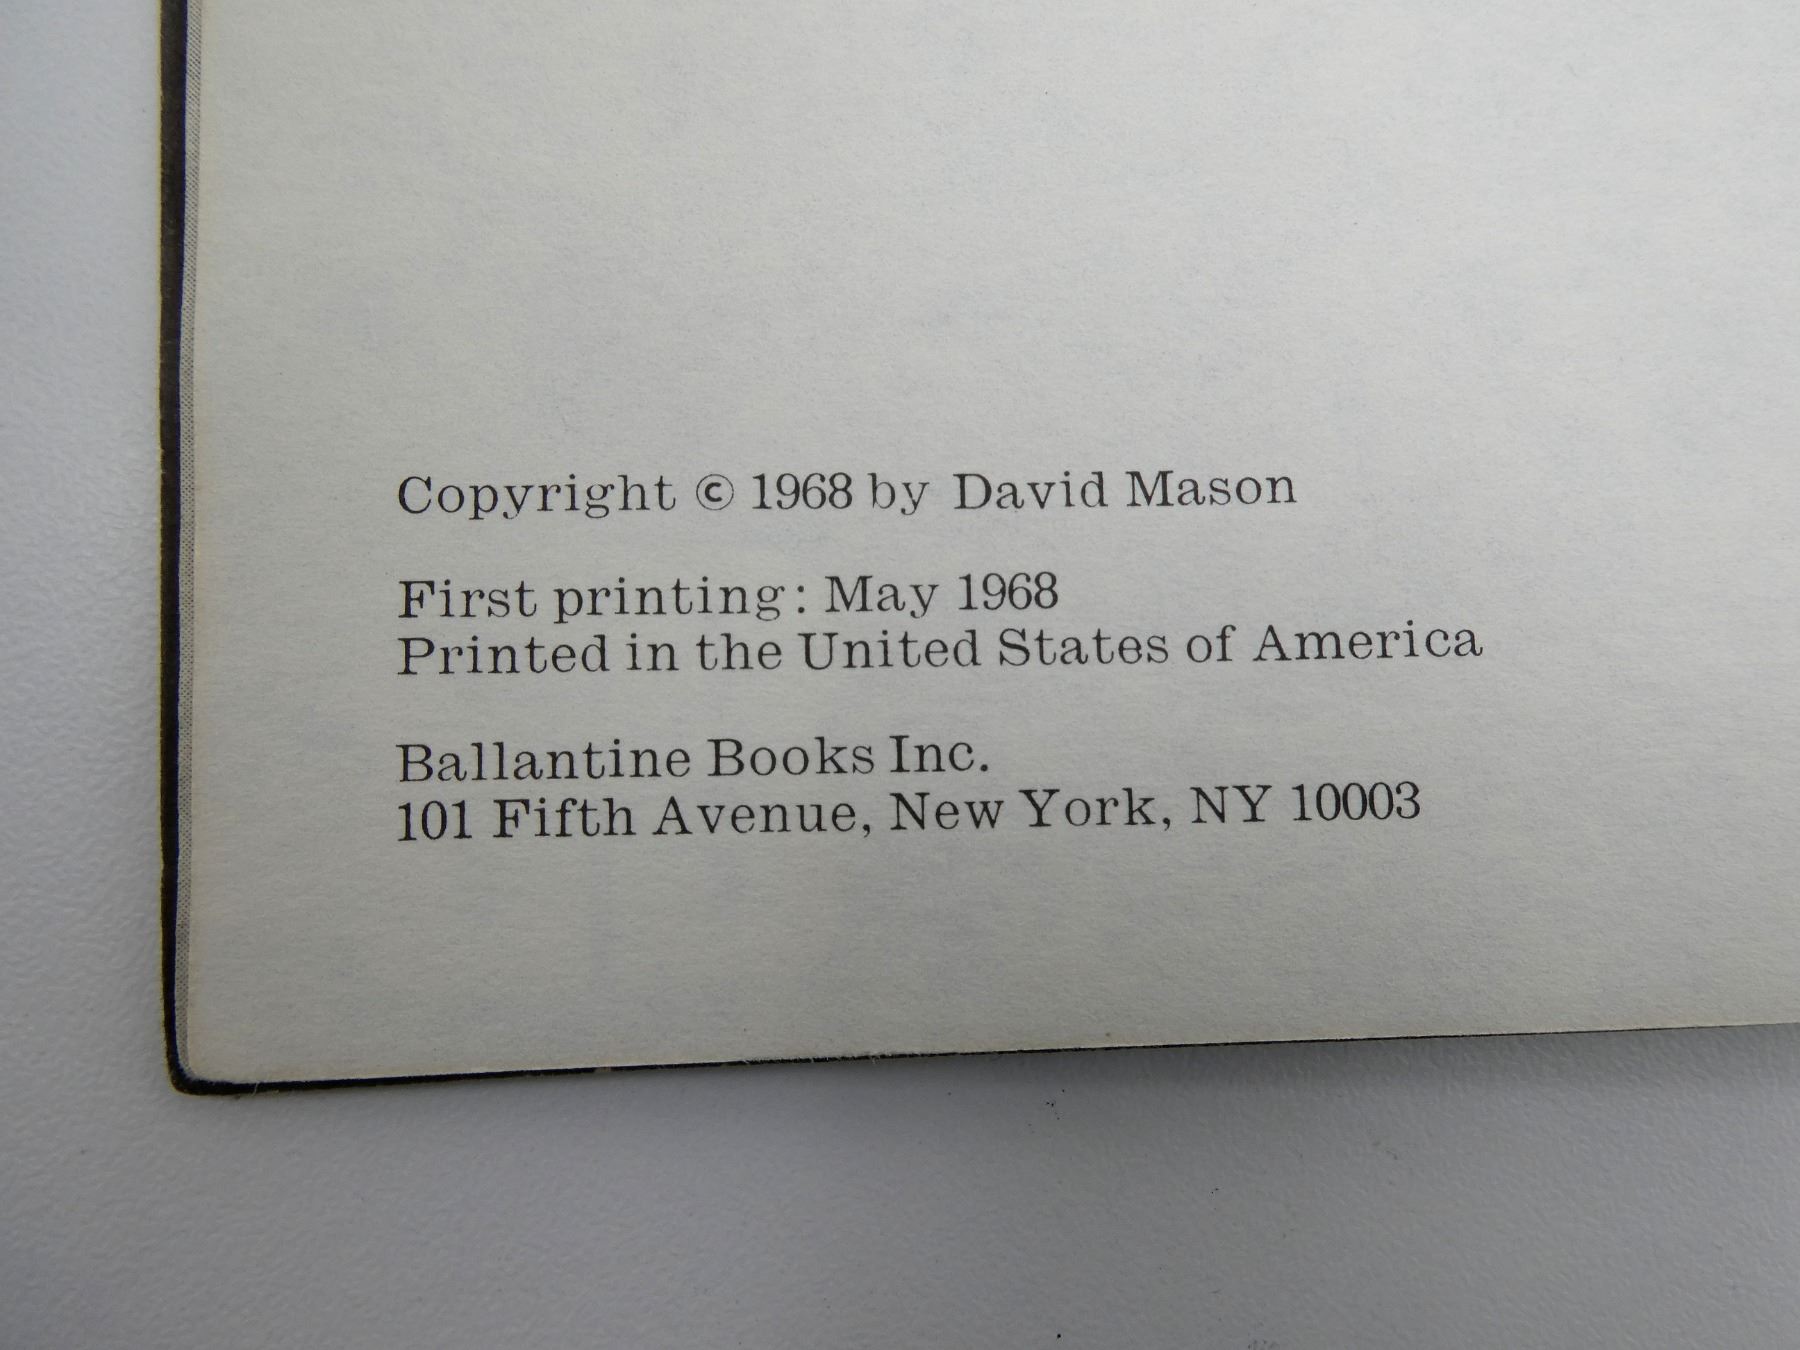 Copyright © 1968 by David Mason
First printing: May 1968
Printed in the United States of America
Ballantine Books Inc.
101 Fifth Avenue, New York, NY 10003